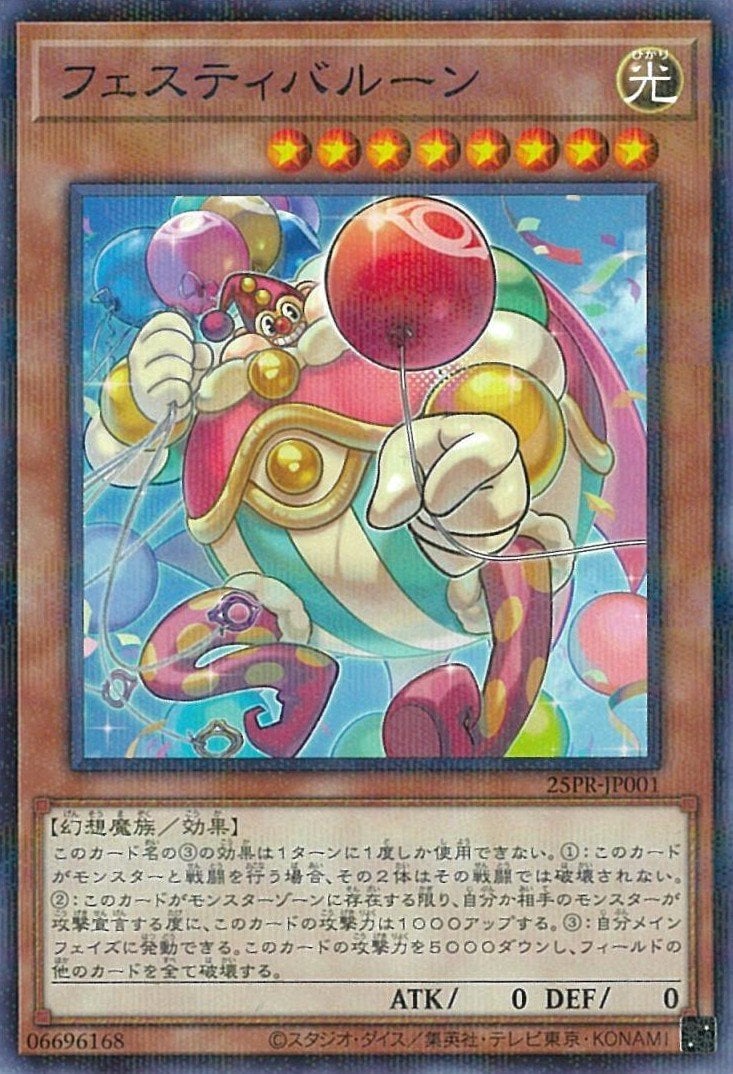 フェスティバルーン
ひかり
光
25PR-JP001
【幻想魔族/効果】
このカード名の③の効果は1ターンに1度しか使用できない。①:このカード
がモンスターと戦闘を行う場合、その2体はその戦闘では破壊されない。
②:このカードがモンスターゾーンに存在する限り、自分か相手のモンスターが
攻撃宣言する度に、このカードの攻撃力は1000アップする。③:自分メイン
フェイズに発動できる。このカードの攻撃力を5000ダウンし、フィールドの
他のカードを全て破壊する。
ATK/ 0 DEF/ 0
06696168 ©スタジオ・ダイス/集英社・テレビ東京・KONAMI